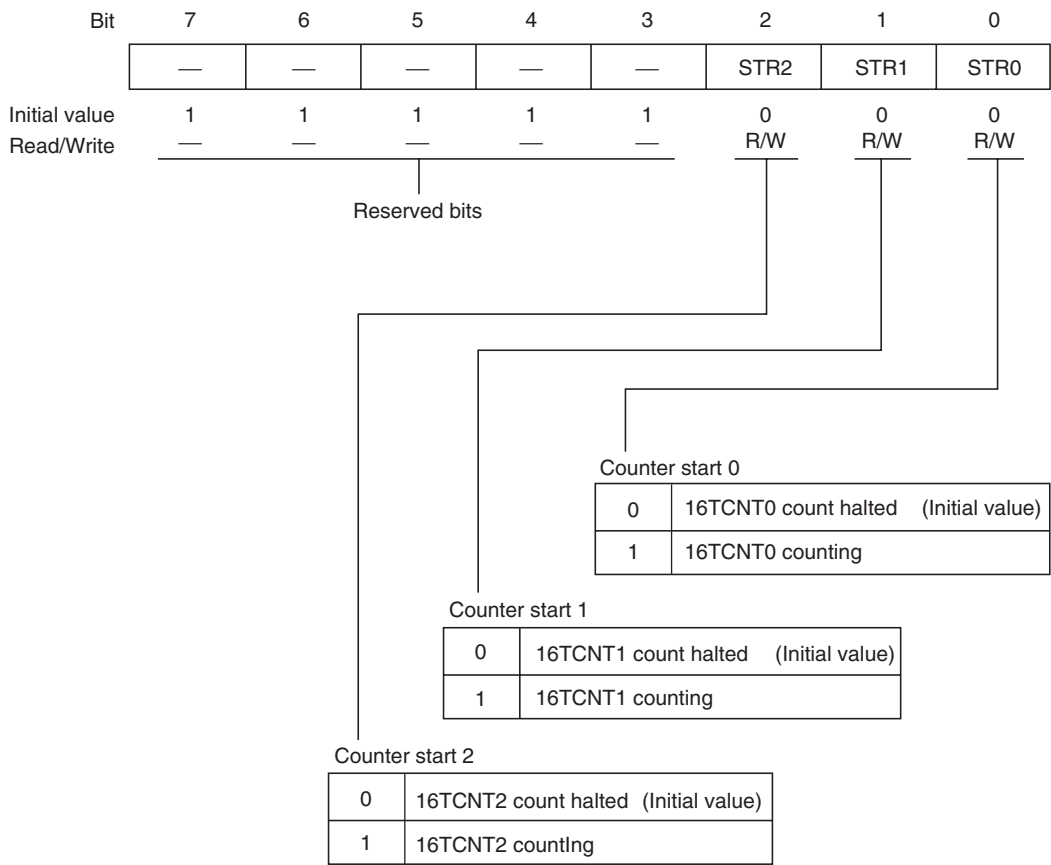 Bit 7 6 5 4 3 2 1 0
— — — — — STR2 STR1 STR0
Initial value 1 1 1 1 1 0 0 0
Read/Write — — — — — R/W R/W R/W
Reserved bits
Counter start 0
0 16TCNT0 count halted (Initial value)
1 16TCNT0 counting
Counter start 1
0 16TCNT1 count halted (Initial value)
1 16TCNT1 counting
Counter start 2
0 16TCNT2 count halted (Initial value)
1 16TCNT2 countIng